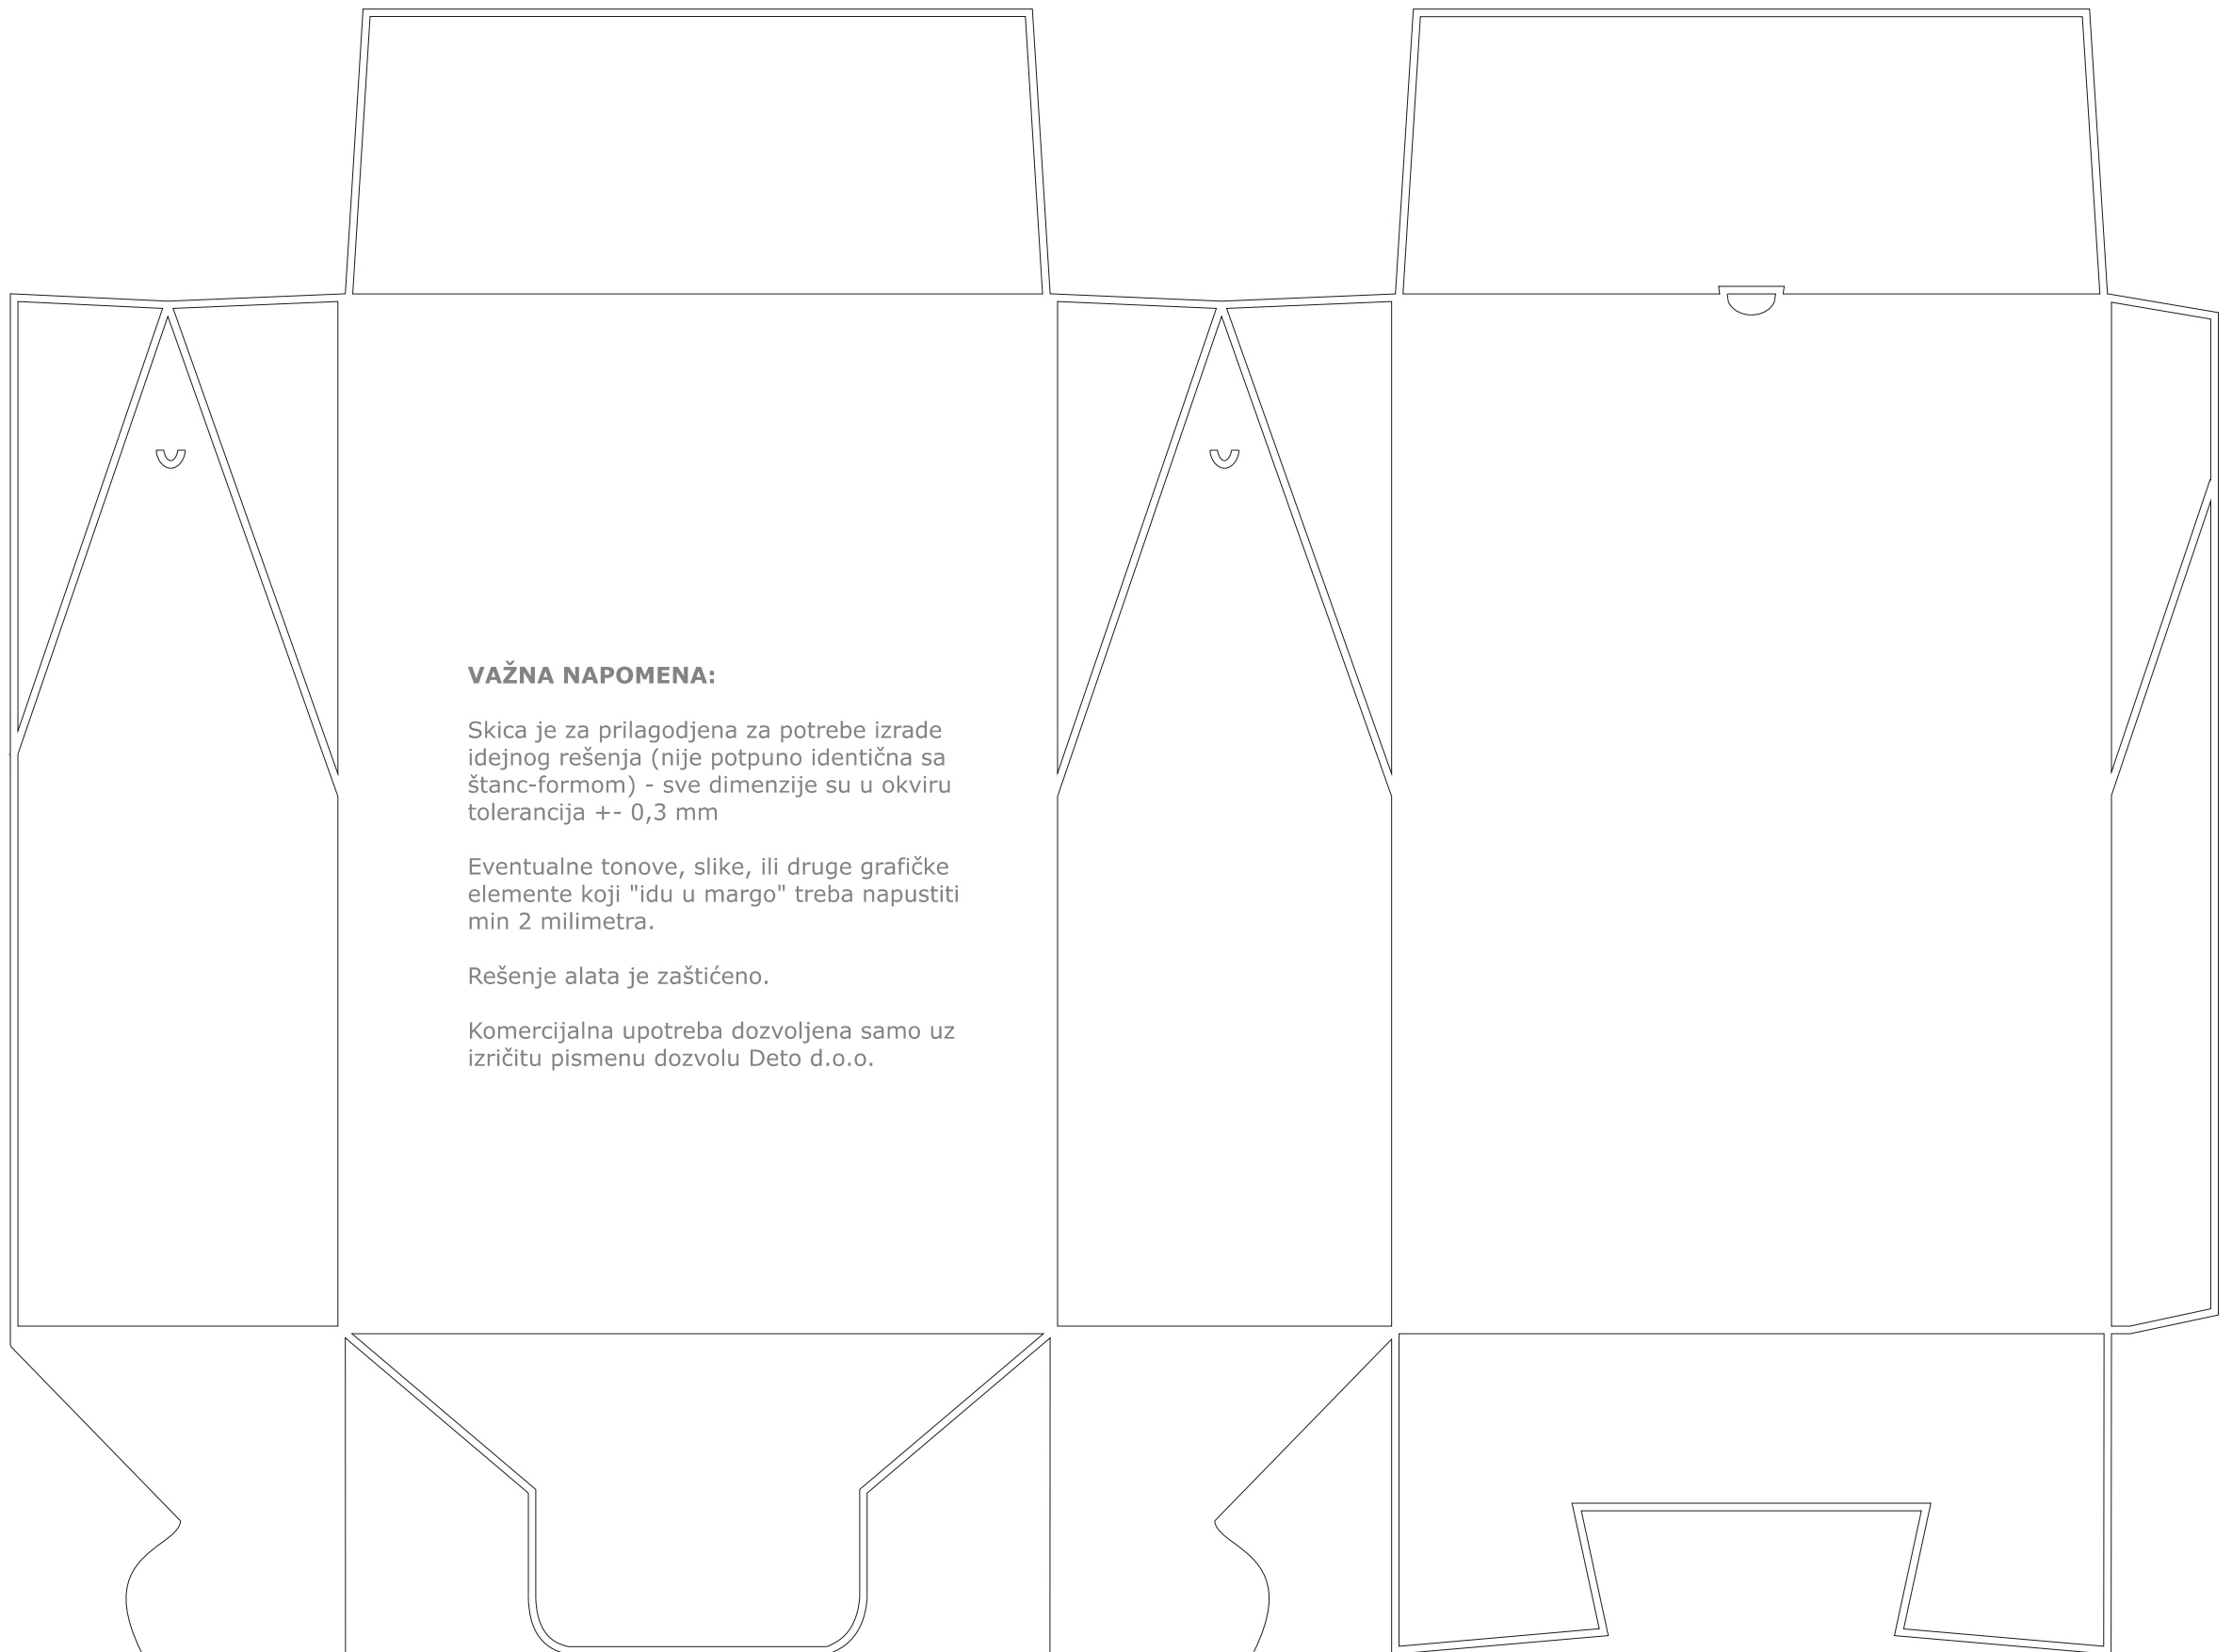 VAŽNA NAPOMENA:
Skica je za prilagodjena za potrebe izrade
idejnog rešenja (nije potpuno identična sa
štanc-formom) - sve dimenzije su u okviru
tolerancija +- 0,3 mm
Eventualne tonove, slike, ili druge grafičke
elemente koji "idu u margo" treba napustiti
min 2 milimetra.
Rešenje alata je zaštićeno.
Komercijalna upotreba dozvoljena samo uz
izričitu pismenu dozvolu Deto d.o.o.